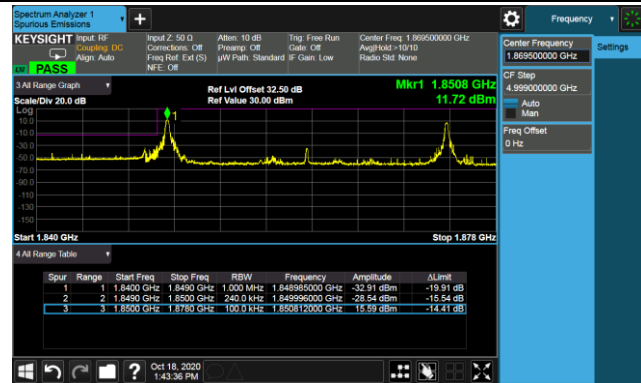 Spectrum Analyzer 1
Spurious Emissions
Frequency
KEYSIGHT
Input: RF
Coupling: DC
Align: Auto
Input Z: 50 Ω
Corrections: Off
Freq Ref: Ext (S)
NFE: Off
Atten: 10 dB
Preamp: Off
µW Path: Standard
Trig: Free Run
Gate: Off
IF Gain: Low
Center Freq: 1.869500000 GHz
Avg|Hold:>10/10
Radio Std: None
PASS
3 All Range Graph
Scale/Div 20.0 dB
Ref Lvl Offset 32.50 dB
Ref Value 30.00 dBm
Mkr1 1.8508 GHz
11.72 dBm
Log
10.0
-10.0
-30.0
-50.0
-70.0
-90.0
-110
-130
-150
1
Start 1.840 GHz
Stop 1.878 GHz
4 All Range Table
Spur Range Start Freq Stop Freq RBW Frequency Amplitude ΔLimit
1 1 1.8400 GHz 1.8490 GHz 1.000 MHz 1.848985000 GHz -32.91 dBm -19.91 dB
2 2 1.8490 GHz 1.8500 GHz 240.0 kHz 1.849996000 GHz -28.54 dBm -15.54 dB
3 3 1.8500 GHz 1.8780 GHz 100.0 kHz 1.850812000 GHz 15.59 dBm -14.41 dB
Oct 18, 2020
1:43:36 PM
Center Frequency
1.869500000 GHz
Settings
CF Step
4.999000000 GHz
Auto
Man
Freq Offset
0 Hz